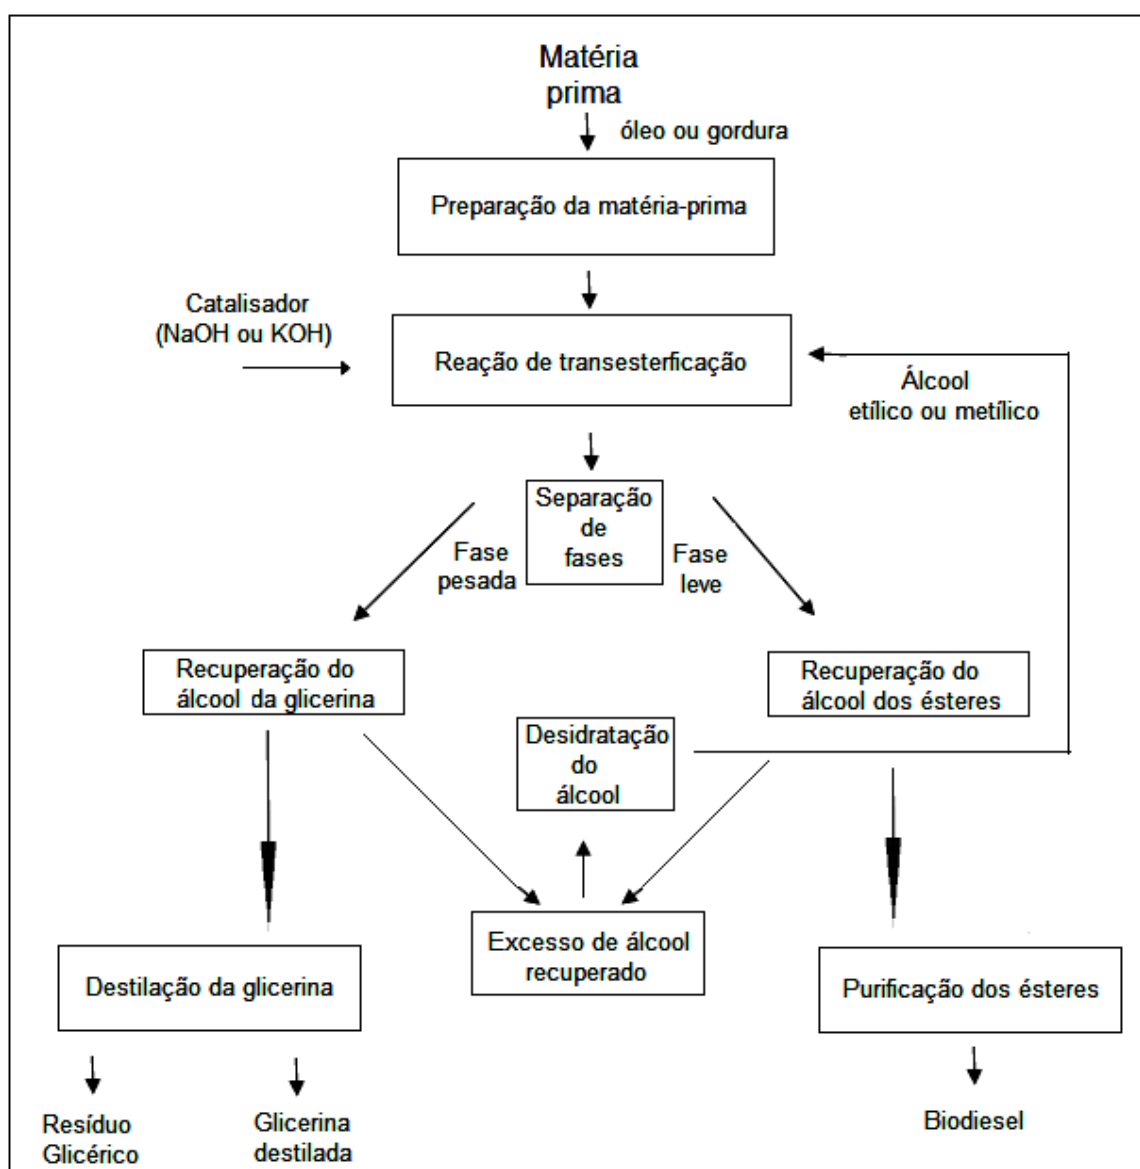 Matéria
prima
óleo ou gordura
Preparação da matéria-prima
Catalisador
(NaOH ou KOH)
Reação de transesterficação
Álcool
etílico ou metílico
Separação
de
fases
Fase
pesada
Fase
leve
Recuperação do
álcool da glicerina
Recuperação do
álcool dos ésteres
Desidratação
do
álcool
Excesso de álcool
recuperado
Destilação da glicerina
Purificação dos ésteres
Resíduo
Glicérico
Glicerina
destilada
Biodiesel